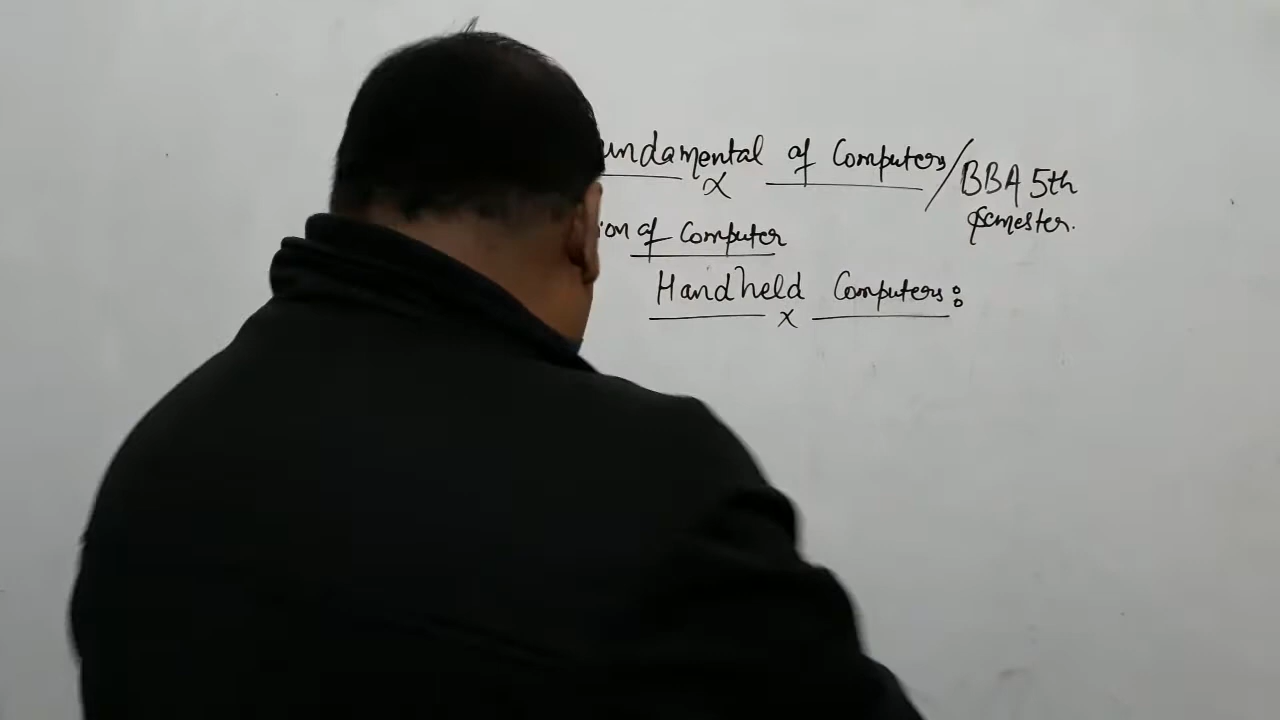 undamental of Computers/BBA 5th
semester.
ion of Computer
Handheld Computers: